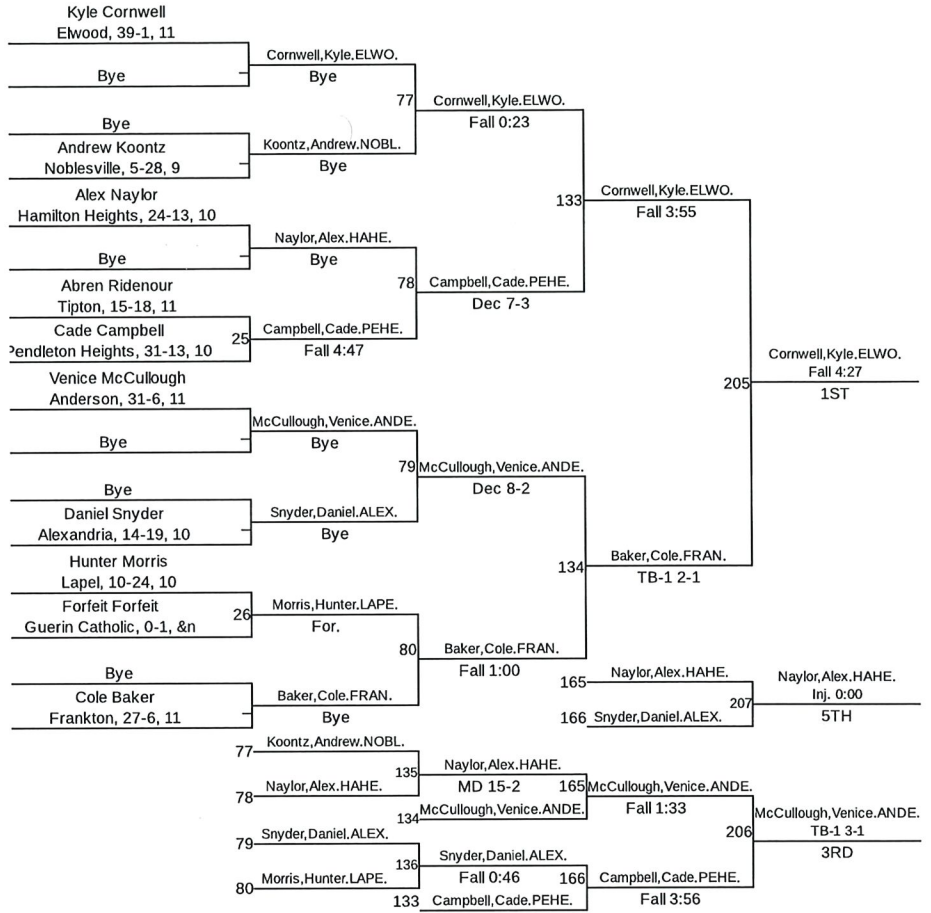 Kyle Cornwell
Elwood, 39-1, 11
Cornwell,Kyle.ELWO.
Bye
Bye
77
Cornwell,Kyle.ELWO.
Fall 0:23
Bye
Andrew Koontz
Koontz,Andrew.NOBL.
Noblesville, 5-28, 9
Bye
Alex Naylor
Hamilton Heights, 24-13, 10
133
Cornwell,Kyle.ELWO.
Fall 3:55
Naylor,Alex.HAHE.
Bye
Bye
78
Campbell,Cade.PEHE.
Dec 7-3
Abren Ridenour
Tipton, 15-18, 11
Cade Campbell
25
Campbell,Cade.PEHE.
Pendleton Heights, 31-13, 10
Fall 4:47
205
Cornwell,Kyle.ELWO.
Fall 4:27
1ST
Venice McCullough
Anderson, 31-6, 11
McCullough,Venice.ANDE.
Bye
Bye
79
McCullough,Venice.ANDE.
Dec 8-2
Bye
Daniel Snyder
Snyder,Daniel.ALEX.
Alexandria, 14-19, 10
Bye
Hunter Morris
Lapel, 10-24, 10
134
Baker,Cole.FRAN.
TB-1 2-1
Forfeit Forfeit
26
Morris,Hunter.LAPE.
Guerin Catholic, 0-1, &n
For.
80
Baker,Cole.FRAN.
Fall 1:00
Bye
Cole Baker
Baker,Cole.FRAN.
Frankton, 27-6, 11
Bye
165
Naylor,Alex.HAHE.
166
Snyder,Daniel.ALEX.
207
Naylor,Alex.HAHE.
Inj. 0:00
5TH
77
Koontz,Andrew.NOBL.
78
Naylor,Alex.HAHE.
135
Naylor,Alex.HAHE.
MD 15-2
134
McCullough,Venice.ANDE.
165
McCullough,Venice.ANDE.
Fall 1:33
79
Snyder,Daniel.ALEX.
80
Morris,Hunter.LAPE.
136
Snyder,Daniel.ALEX.
Fall 0:46
133
Campbell,Cade.PEHE.
166
Campbell,Cade.PEHE.
Fall 3:56
206
McCullough,Venice.ANDE.
TB-1 3-1
3RD